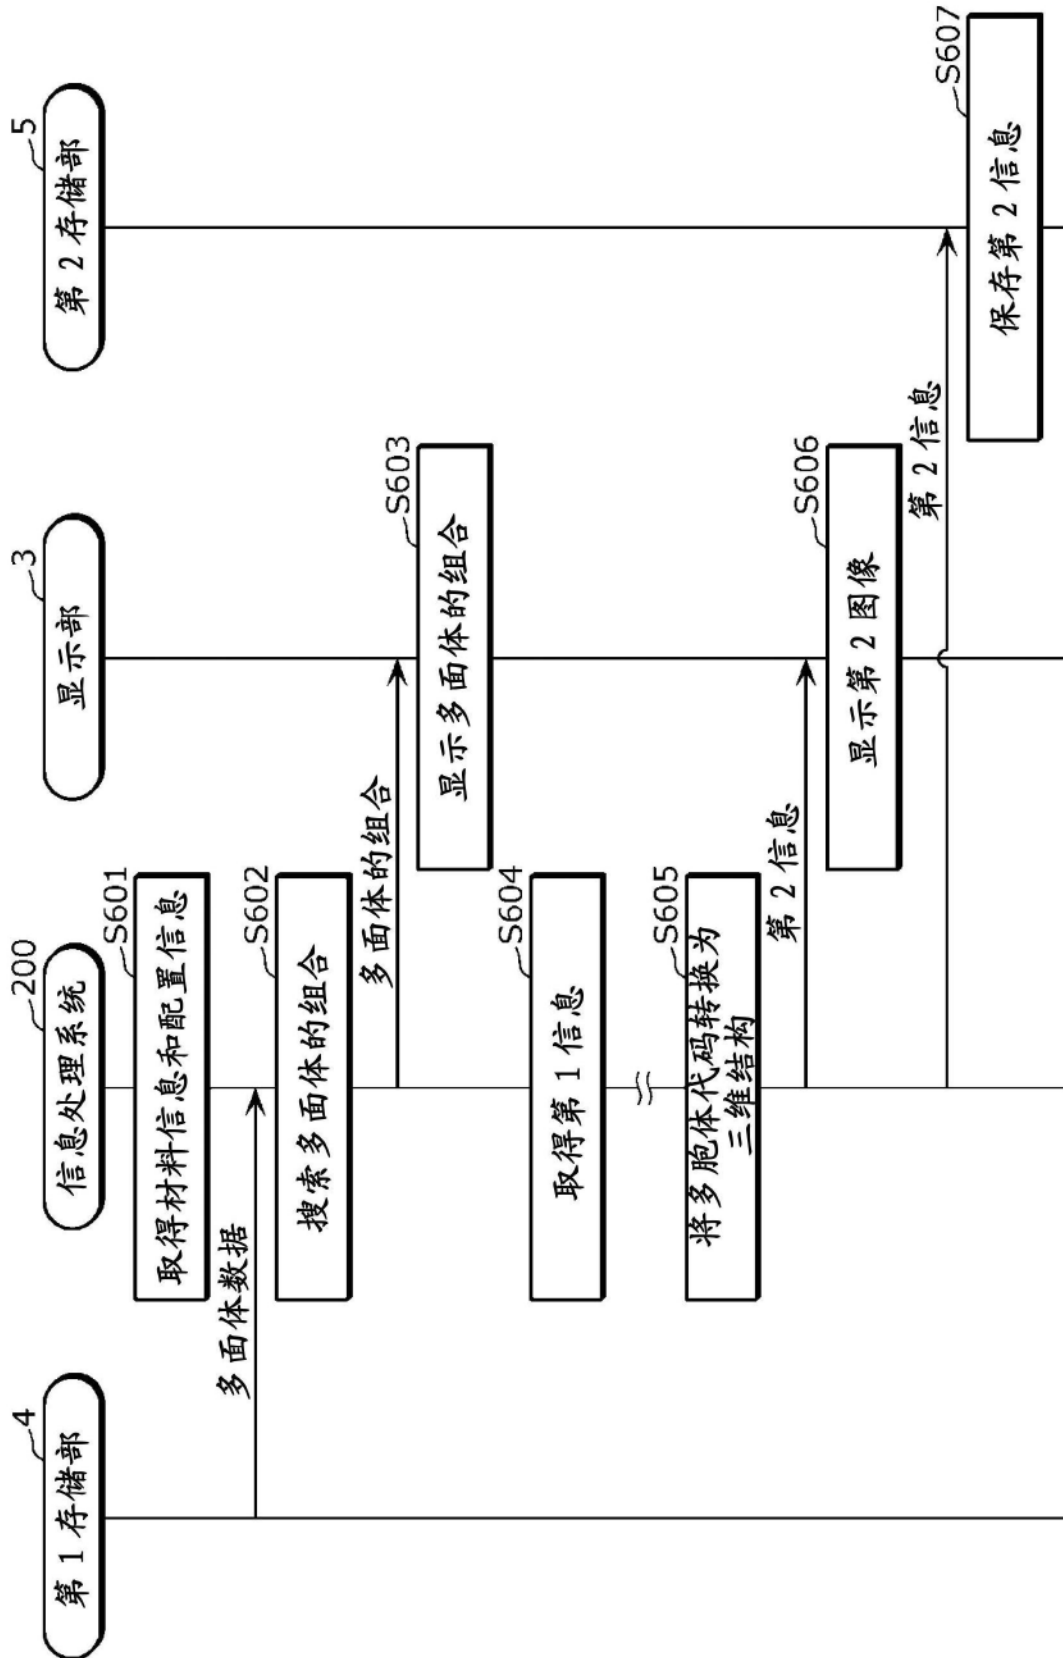 4
第1存储部
200
信息处理系统
3
显示部
5
第2存储部
S601
取得材料信息和配置信息
多面体数据
S602
搜索多面体的组合
多面体的组合
S603
显示多面体的组合
S604
取得第1信息
S605
将多胞体代码转换为
三维结构
第2信息
S606
显示第2图像
第2信息
S607
保存第2信息